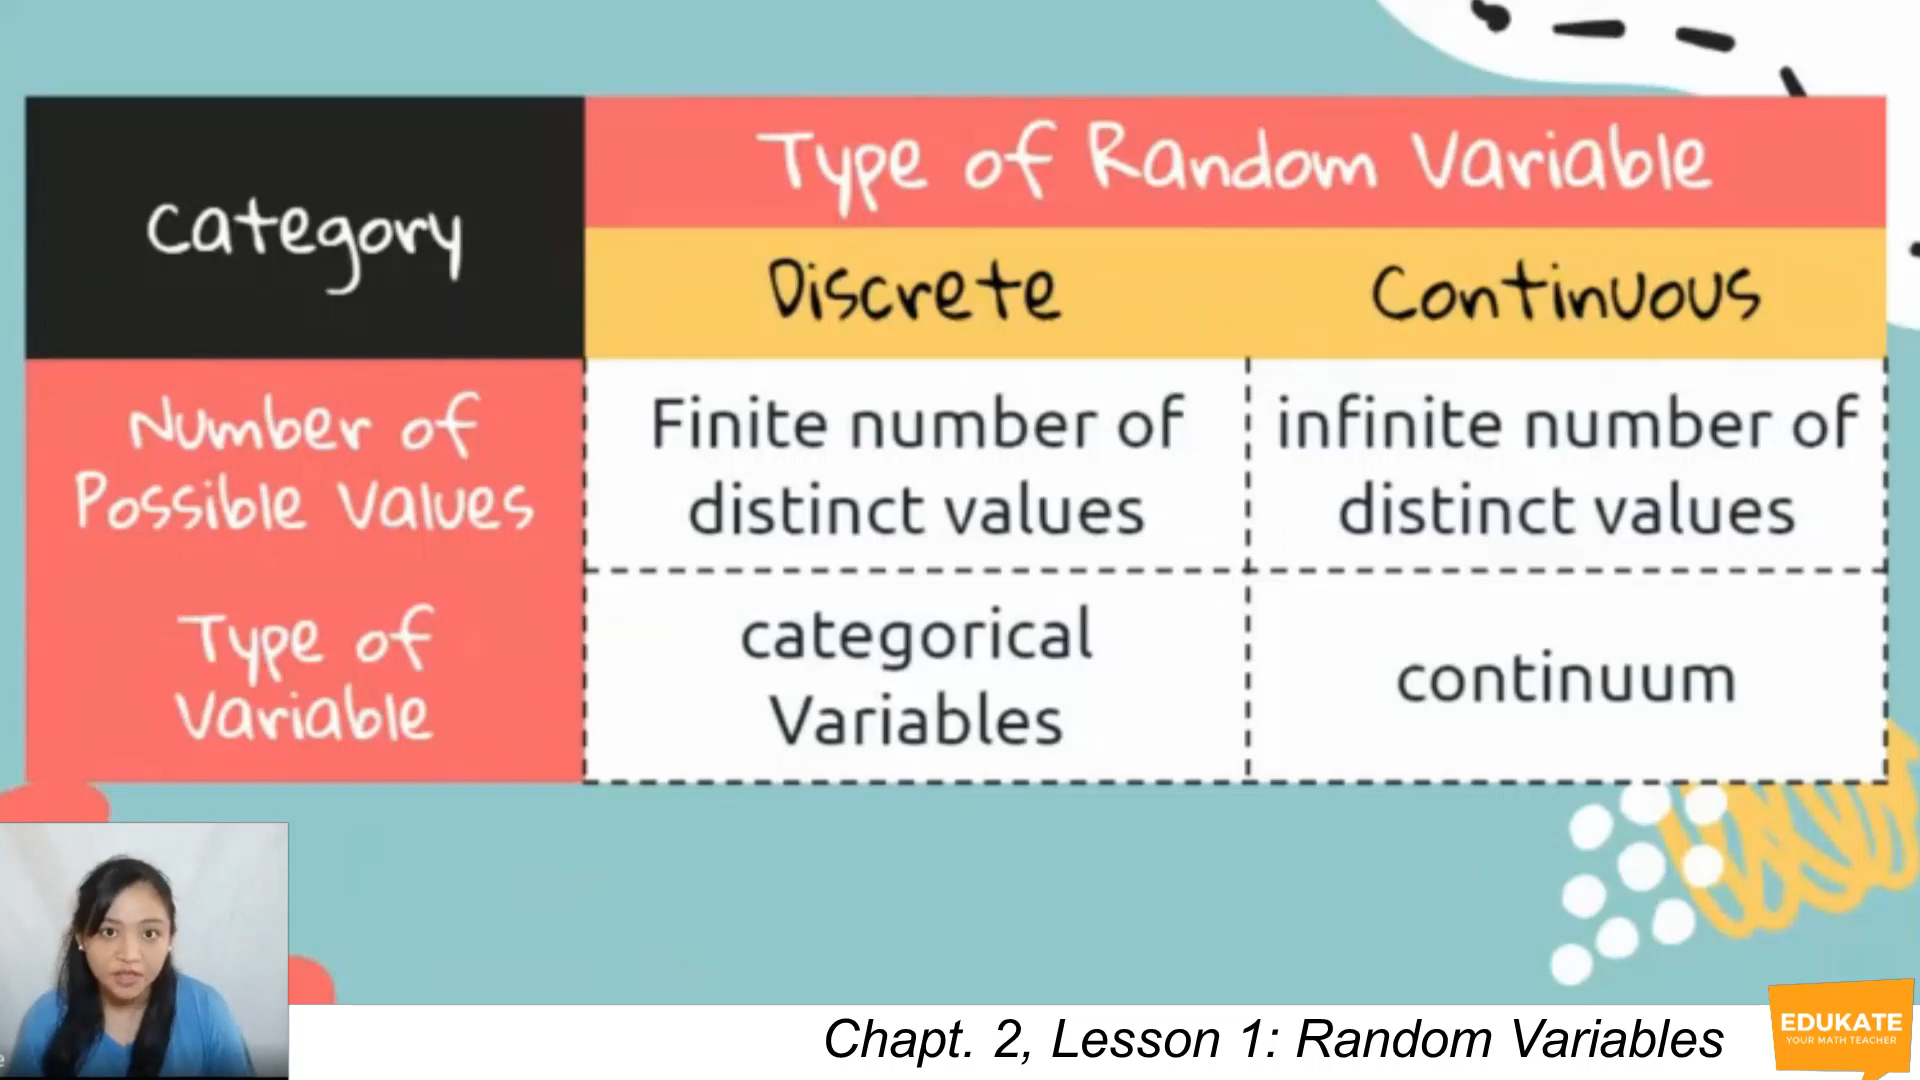 Category
Type of Random Variable
Discrete
Continuous
Number of
Possible Values
Finite number of
distinct values
infinite number of
distinct values
Type of
Variable
categorical
Variables
continuum
e
Chapt. 2, Lesson 1: Random Variables
EDUKATE
YOUR MATH TEACHER